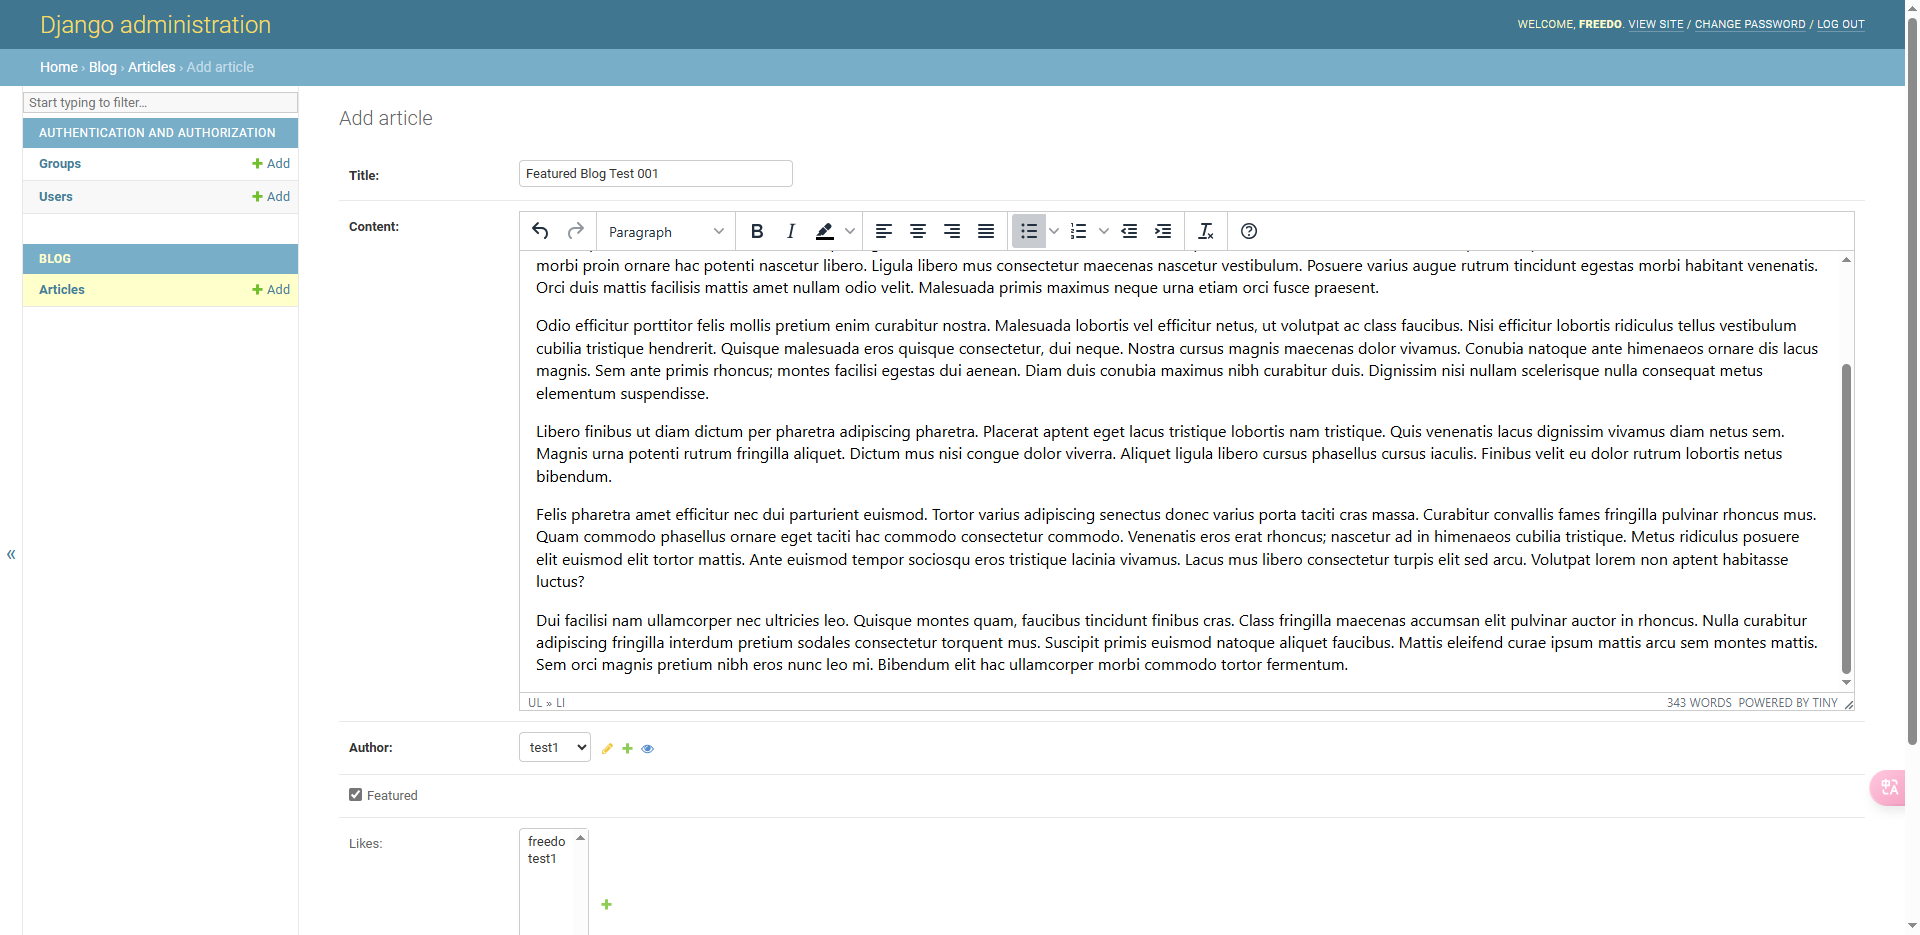 Django administration
WELCOME, FREEDO. VIEW SITE / CHANGE PASSWORD / LOG OUT
Home › Blog › Articles › Add article
Start typing to filter...
AUTHENTICATION AND AUTHORIZATION
Groups
Add
Users
Add
BLOG
Articles
Add
«
Add article
Title:
Featured Blog Test 001
Content:
Paragraph
B
I
morbi proin ornare hac potenti nascetur libero. Ligula libero mus consectetur maecenas nascetur vestibulum. Posuere varius augue rutrum tincidunt egestas morbi habitant venenatis.
Orci duis mattis facilisis mattis amet nullam odio velit. Malesuada primis maximus neque urna etiam orci fusce praesent.
Odio efficitur porttitor felis mollis pretium enim curabitur nostra. Malesuada lobortis vel efficitur netus, ut volutpat ac class faucibus. Nisi efficitur lobortis ridiculus tellus vestibulum
cubilia tristique hendrerit. Quisque malesuada eros quisque consectetur, dui neque. Nostra cursus magnis maecenas dolor vivamus. Conubia natoque ante himenaeos ornare dis lacus
magnis. Sem ante primis rhoncus; montes facilisi egestas dui aenean. Diam duis conubia maximus nibh curabitur duis. Dignissim nisi nullam scelerisque nulla consequat metus
elementum suspendisse.
Libero finibus ut diam dictum per pharetra adipiscing pharetra. Placerat aptent eget lacus tristique lobortis nam tristique. Quis venenatis lacus dignissim vivamus diam netus sem.
Magnis urna potenti rutrum fringilla aliquet. Dictum mus nisi congue dolor viverra. Aliquet ligula libero cursus phasellus cursus iaculis. Finibus velit eu dolor rutrum lobortis netus
bibendum.
Felis pharetra amet efficitur nec dui parturient euismod. Tortor varius adipiscing senectus donec varius porta taciti cras massa. Curabitur convallis fames fringilla pulvinar rhoncus mus.
Quam commodo phasellus ornare eget taciti hac commodo consectetur commodo. Venenatis eros erat rhoncus; nascetur ad in himenaeos cubilia tristique. Metus ridiculus posuere
elit euismod elit tortor mattis. Ante euismod tempor sociosqu eros tristique lacinia vivamus. Lacus mus libero consectetur turpis elit sed arcu. Volutpat lorem non aptent habitasse
luctus?
Dui facilisi nam ullamcorper nec ultricies leo. Quisque montes quam, faucibus tincidunt finibus cras. Class fringilla maecenas accumsan elit pulvinar auctor in rhoncus. Nulla curabitur
adipiscing fringilla interdum pretium sodales consectetur torquent mus. Suscipit primis euismod natoque aliquet faucibus. Mattis eleifend curae ipsum mattis arcu sem montes mattis.
Sem orci magnis pretium nibh eros nunc leo mi. Bibendum elit hac ullamcorper morbi commodo tortor fermentum.
UL » LI
343 WORDS POWERED BY TINY
Author:
test1
Featured
Likes:
freedo
test1